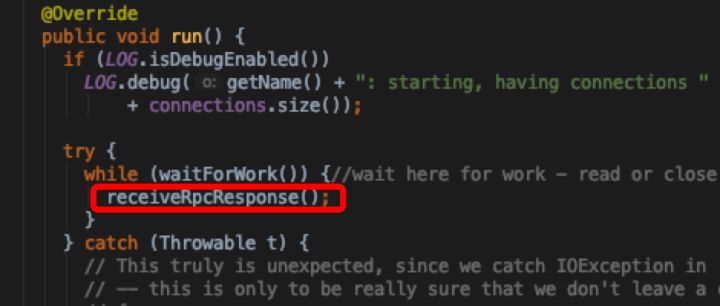 @Override
public void run() {
if (LOG.isDebugEnabled())
LOG.debug( o: getName() + ": starting, having connections "
+ connections.size());
try {
while (waitForWork()) {//wait here for work - read or close
receiveRpcResponse();
}
} catch (Throwable t) {
// This truly is unexpected, since we catch IOException in
// -- this is only to be really sure that we don't leave a
//